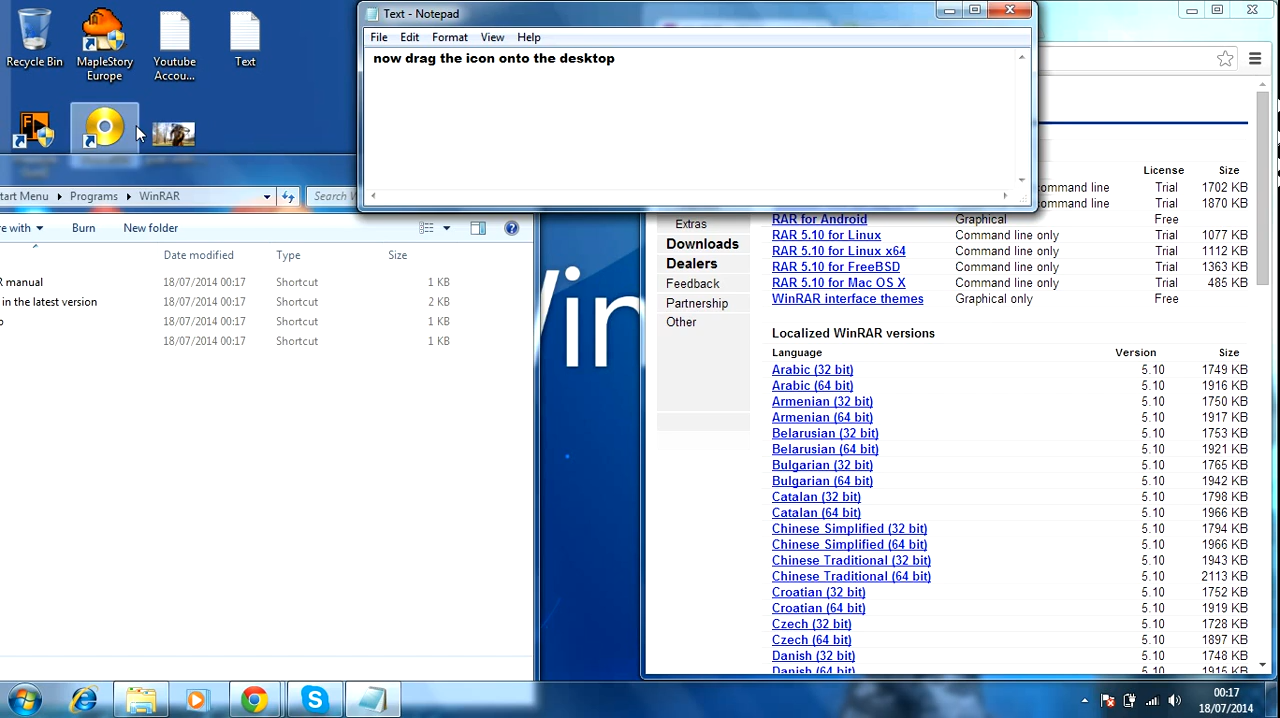 Recycle Bin
MapleStory
Europe
Youtube
Accou...
Text
Text - Notepad
File Edit Format View Help
now drag the icon onto the desktop
tart Menu Programs WinRAR
Search W
re with Burn New folder
Date modified Type Size
R manual 18/07/2014 00:17 Shortcut 1 KB
in the latest version 18/07/2014 00:17 Shortcut 2 KB
18/07/2014 00:17 Shortcut 1 KB
18/07/2014 00:17 Shortcut 1 KB
Win
Extras
Downloads
Dealers
Feedback
Partnership
Other
License Size
command line Trial 1702 KB
command line Trial 1870 KB
RAR for Android Graphical Free
RAR 5.10 for Linux Command line only Trial 1077 KB
RAR 5.10 for Linux x64 Command line only Trial 1112 KB
RAR 5.10 for FreeBSD Command line only Trial 1363 KB
RAR 5.10 for Mac OS X Command line only Trial 485 KB
WinRAR interface themes Graphical only Free
Localized WinRAR versions
Language Version Size
Arabic (32 bit) 5.10 1749 KB
Arabic (64 bit) 5.10 1916 KB
Armenian (32 bit) 5.10 1750 KB
Armenian (64 bit) 5.10 1917 KB
Belarusian (32 bit) 5.10 1753 KB
Belarusian (64 bit) 5.10 1921 KB
Bulgarian (32 bit) 5.10 1765 KB
Bulgarian (64 bit) 5.10 1942 KB
Catalan (32 bit) 5.10 1798 KB
Catalan (64 bit) 5.10 1966 KB
Chinese Simplified (32 bit) 5.10 1794 KB
Chinese Simplified (64 bit) 5.10 1966 KB
Chinese Traditional (32 bit) 5.10 1943 KB
Chinese Traditional (64 bit) 5.10 2113 KB
Croatian (32 bit) 5.10 1752 KB
Croatian (64 bit) 5.10 1919 KB
Czech (32 bit) 5.10 1728 KB
Czech (64 bit) 5.10 1897 KB
Danish (32 bit) 5.10 1748 KB
Danish (64 bit) 5.10 1915 KB
00:17
18/07/2014